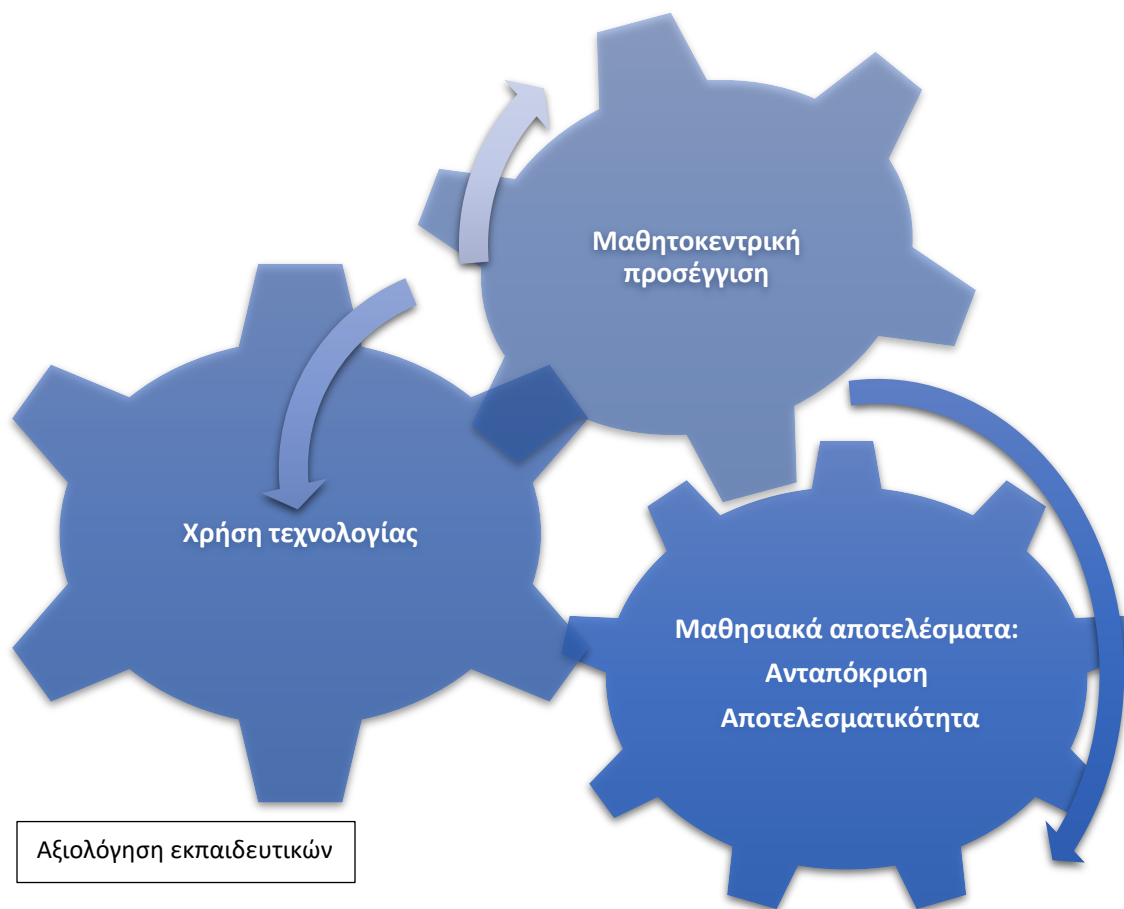 Μαθητοκεντρική
προσέγγιση
Χρήση τεχνολογίας
Μαθησιακά αποτελέσματα:
Ανταπόκριση
Αποτελεσματικότητα
Αξιολόγηση εκπαιδευτικών